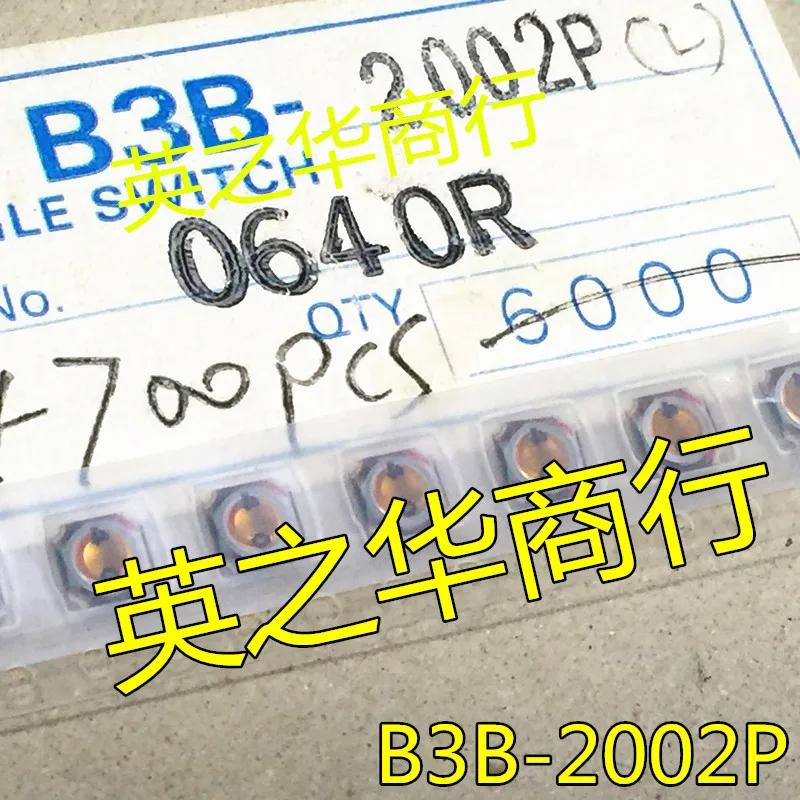 B3B-2002P (L)
英之华商行
ILE SWITCH
No. 0640R
QTY 6000
700pcs
英之华商行
B3B-2002P